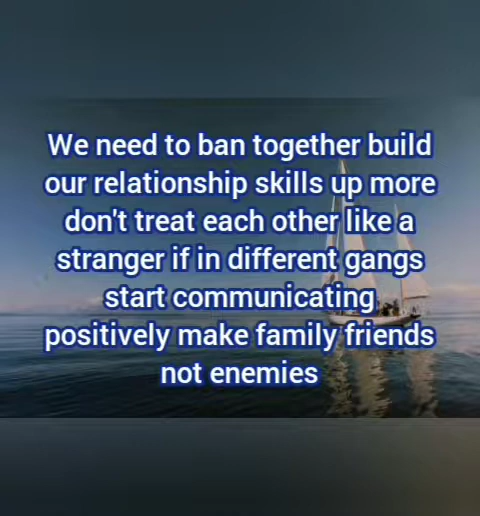 We need to ban together build
our relationship skills up more
don't treat each other like a
stranger if in different gangs
start communicating
positively make family friends
not enemies